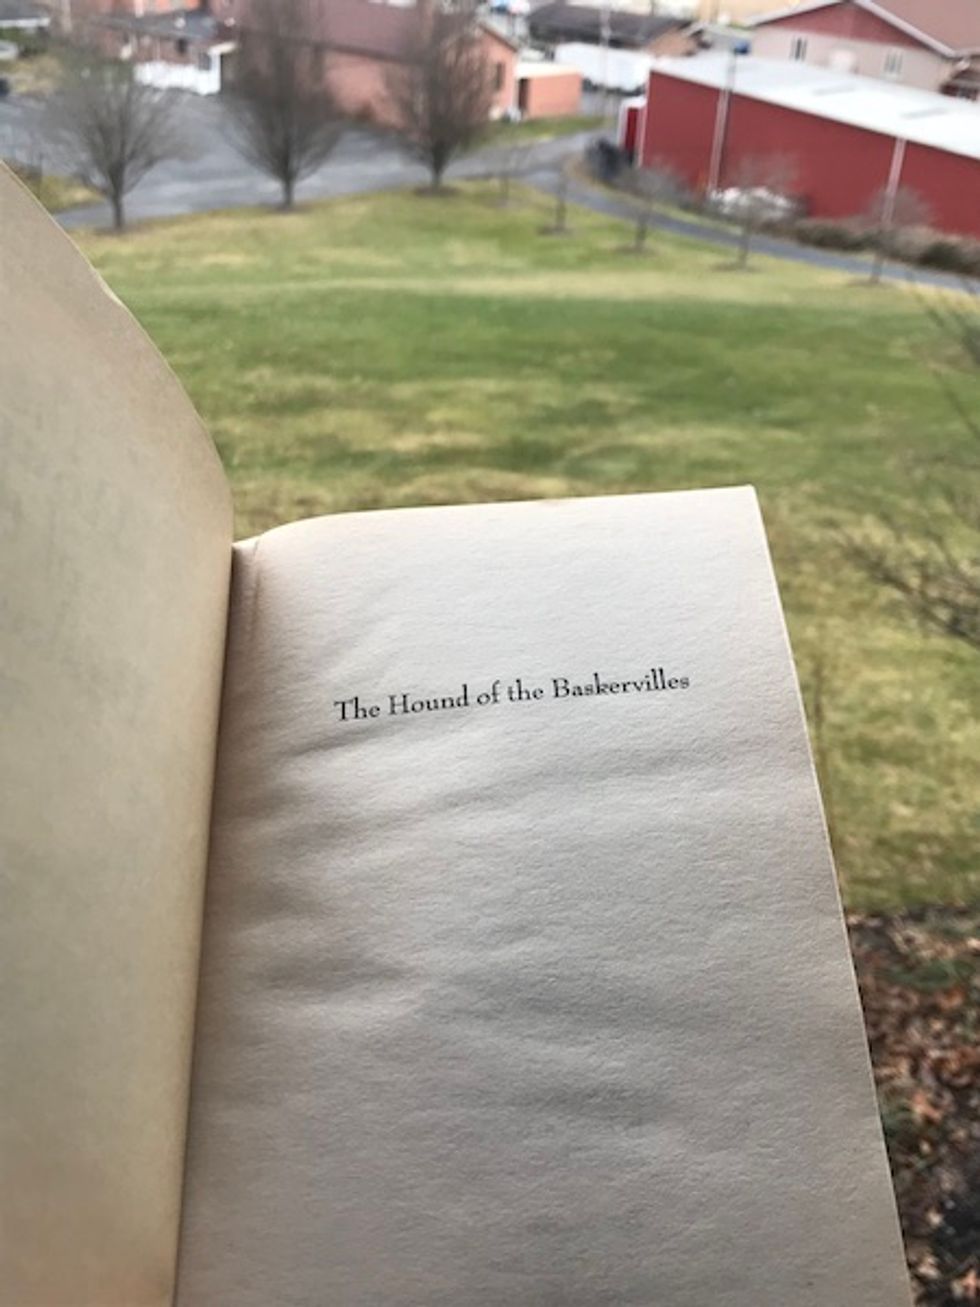 The Hound of the Baskervilles